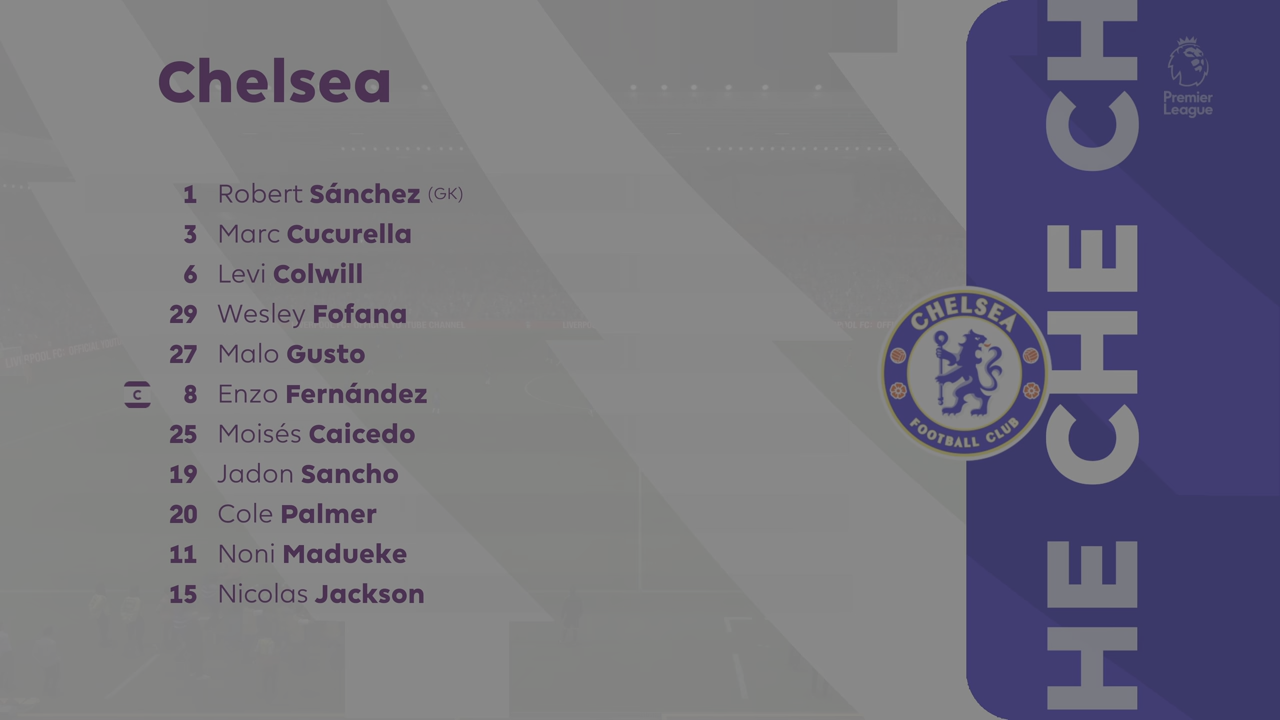 Chelsea
1 Robert Sánchez (GK)
3 Marc Cucurella
6 Levi Colwill
29 Wesley Fofana
27 Malo Gusto
C 8 Enzo Fernández
25 Moisés Caicedo
19 Jadon Sancho
20 Cole Palmer
11 Noni Madueke
15 Nicolas Jackson
CHELSEA
FOOTBALL CLUB
HE CHE CH
Premier
League